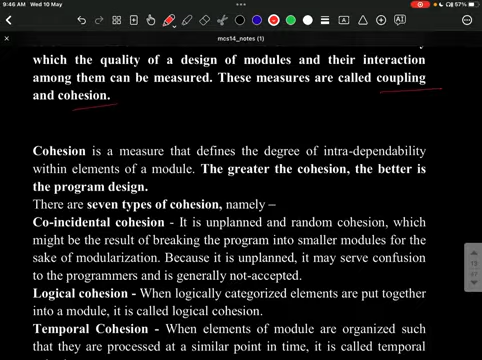 9:46 AM Wed 10 May
57%
mcs14_notes (1)
which the quality of a design of modules and their interaction
among them can be measured. These measures are called coupling
and cohesion.
Cohesion is a measure that defines the degree of intra-dependability
within elements of a module. The greater the cohesion, the better
is the program design.
There are seven types of cohesion, namely –
Co-incidental cohesion - It is unplanned and random cohesion, which
might be the result of breaking the program into smaller modules for the
sake of modularization. Because it is unplanned, it may serve confusion
to the programmers and is generally not-accepted.
Logical cohesion - When logically categorized elements are put together
into a module, it is called logical cohesion.
Temporal Cohesion - When elements of module are organized such
that they are processed at a similar point in time, it is called temporal